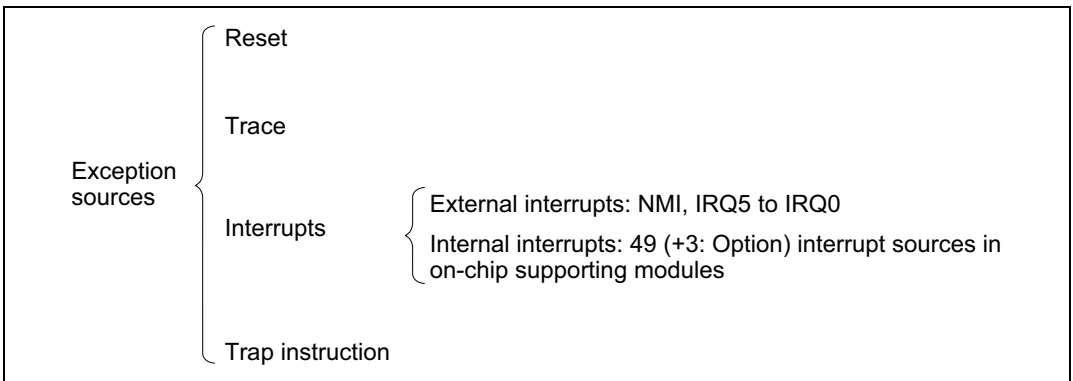 Reset
Trace
Exception
sources
Interrupts
External interrupts: NMI, IRQ5 to IRQ0
Internal interrupts: 49 (+3: Option) interrupt sources in
on-chip supporting modules
Trap instruction